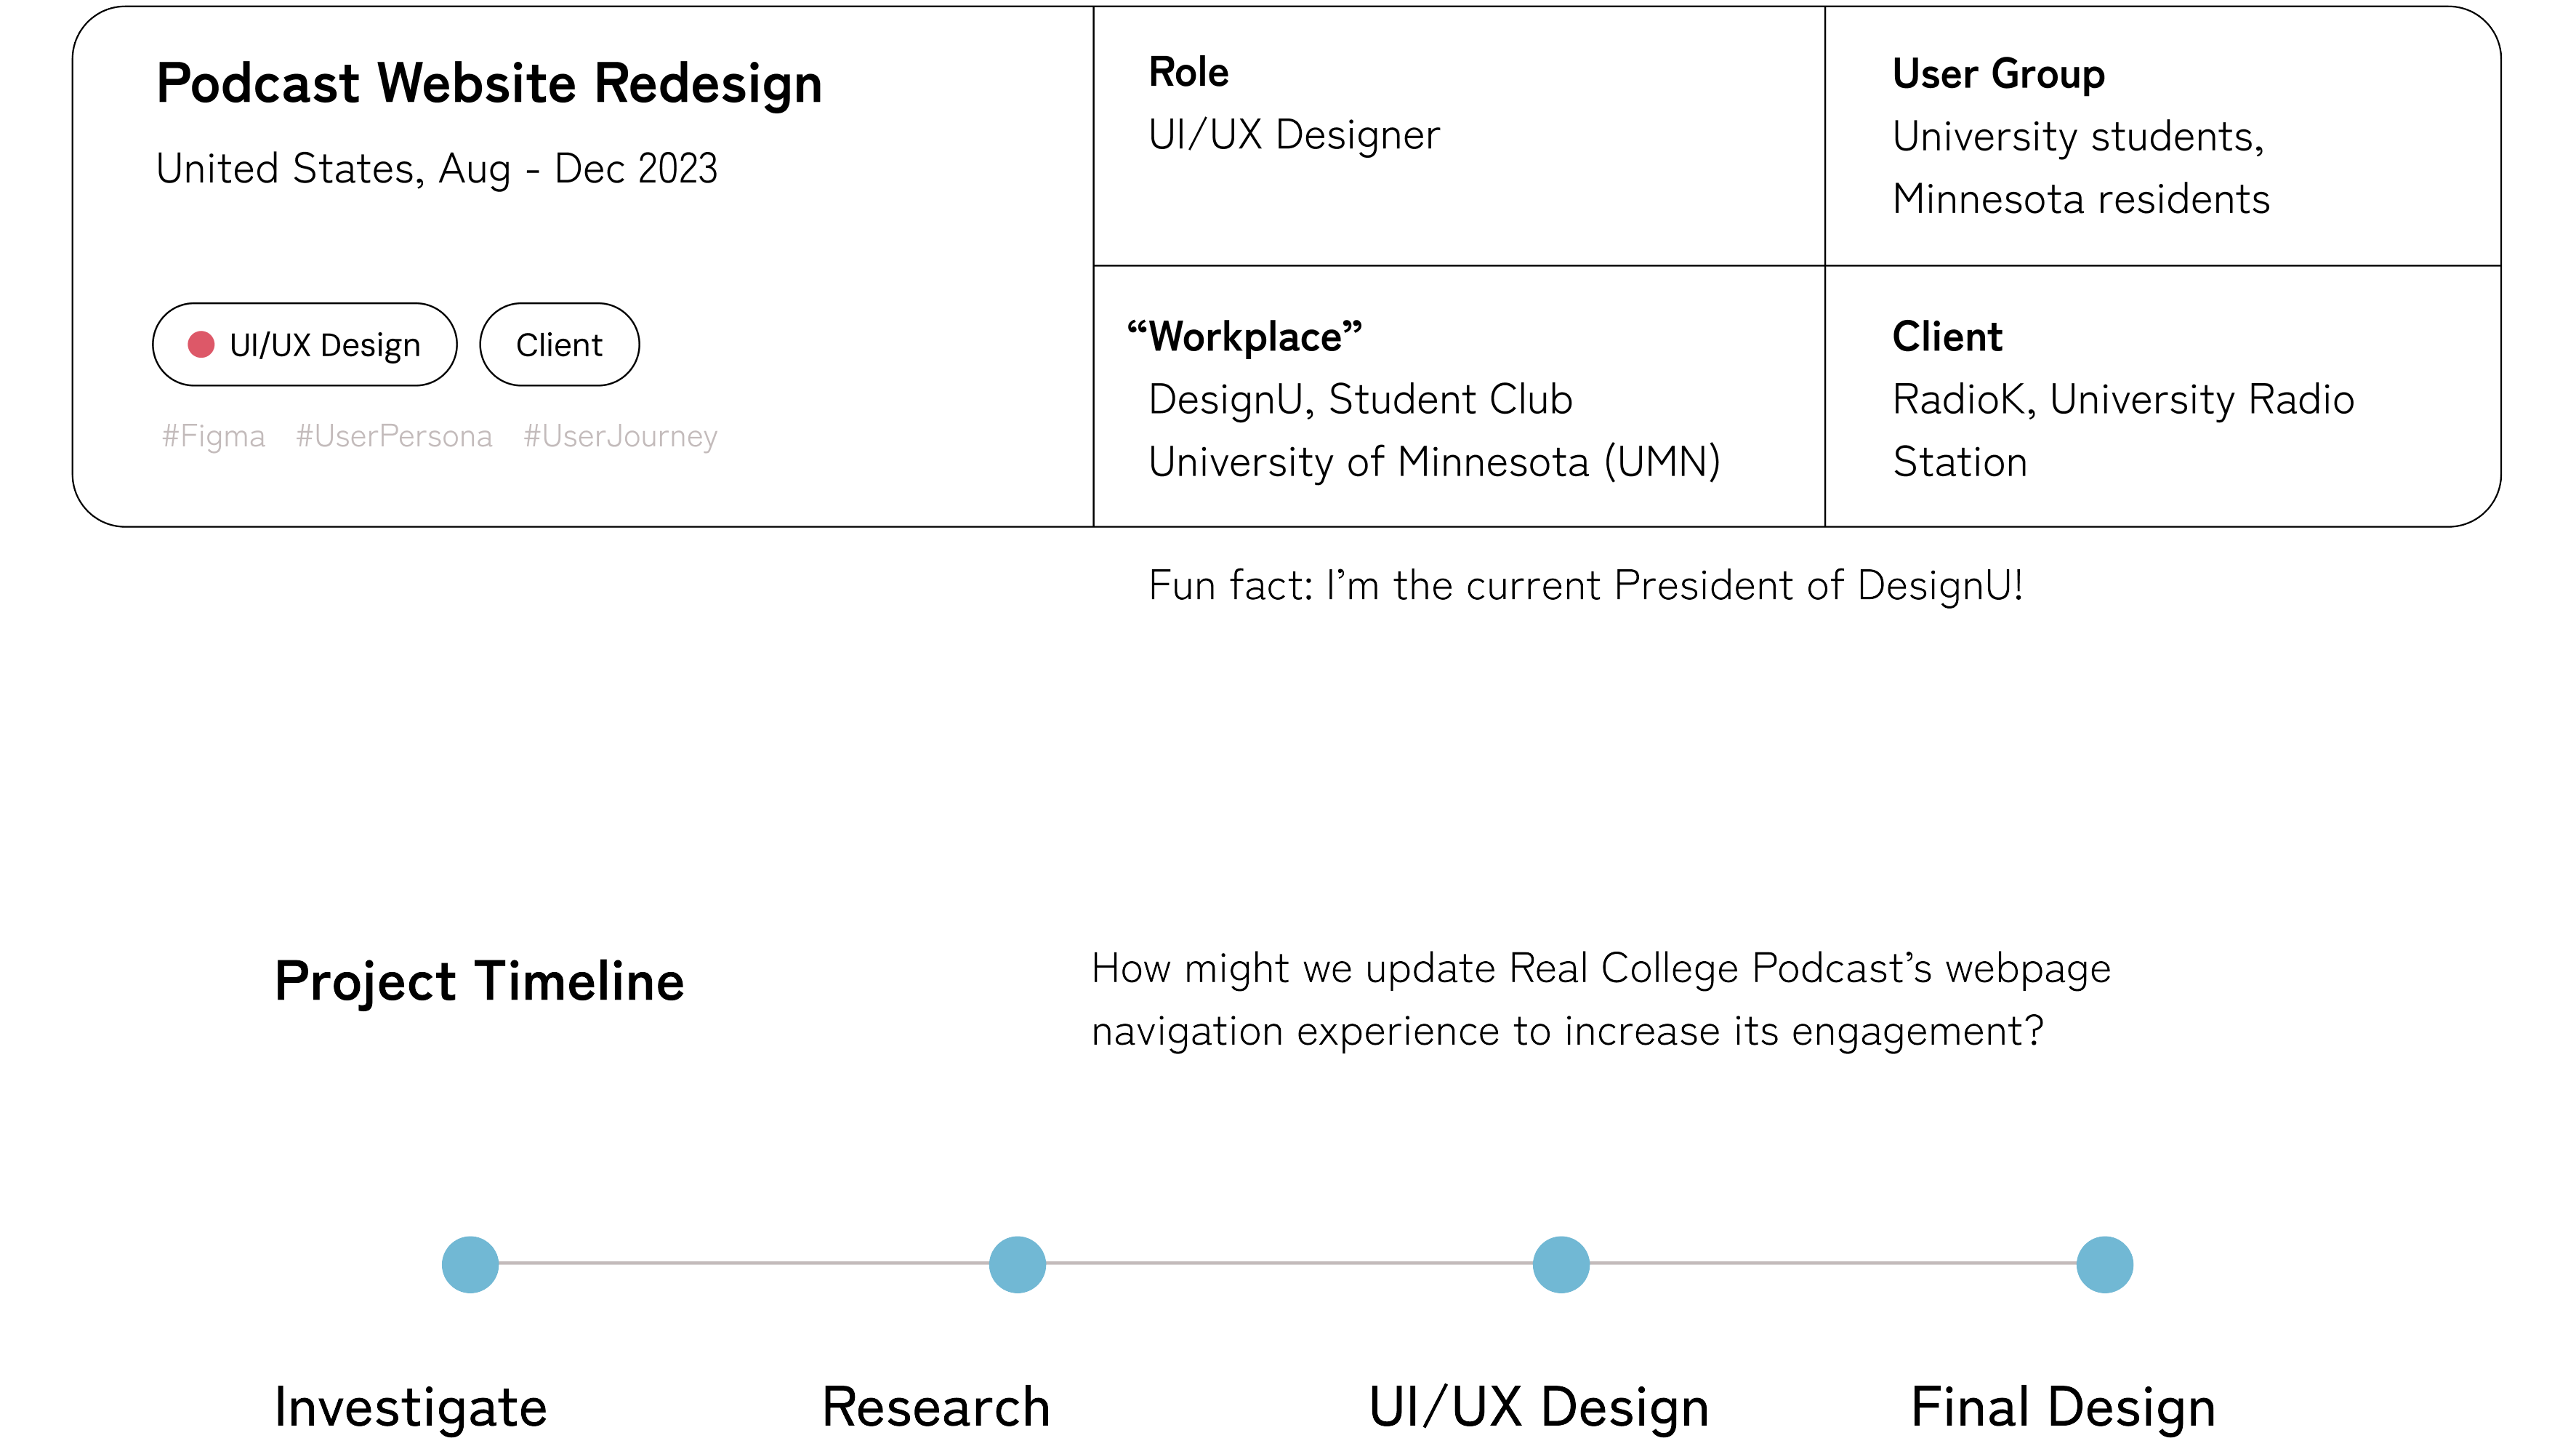 Podcast Website Redesign
United States, Aug - Dec 2023
UI/UX Design
Client
#Figma #UserPersona #UserJourney
Role
UI/UX Designer
User Group
University students,
Minnesota residents
“Workplace”
DesignU, Student Club
University of Minnesota (UMN)
Client
RadioK, University Radio
Station
Fun fact: I’m the current President of DesignU!
Project Timeline
How might we update Real College Podcast’s webpage
navigation experience to increase its engagement?
Investigate
Research
UI/UX Design
Final Design